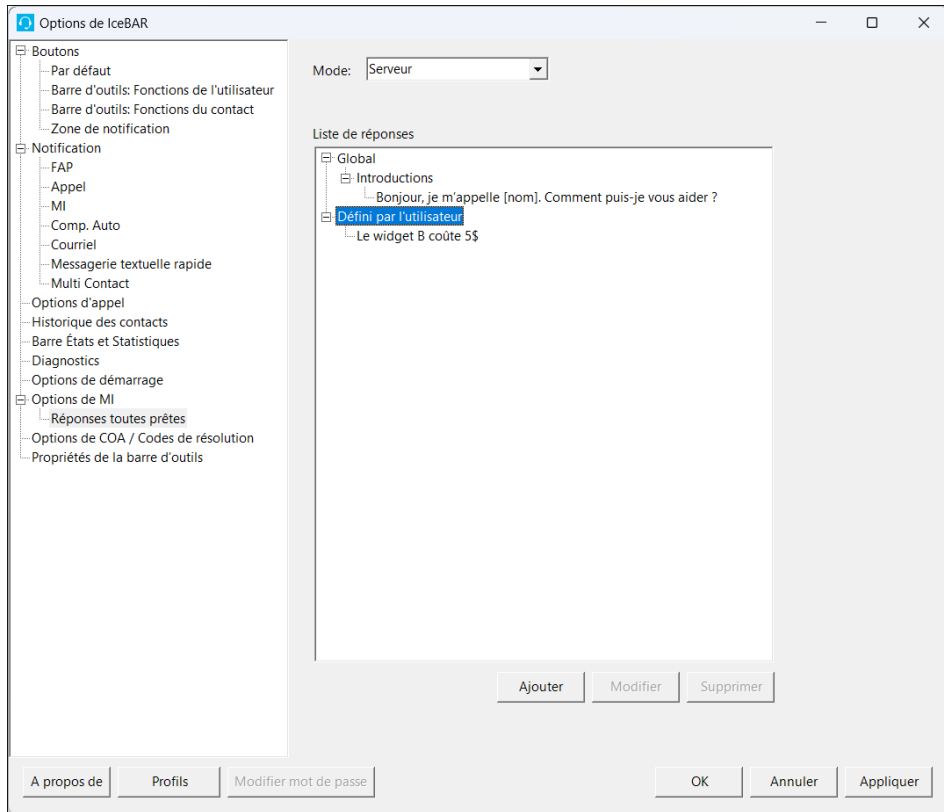 Options de IceBAR
Boutons
Par défaut
Barre d'outils: Fonctions de l'utilisateur
Barre d'outils: Fonctions du contact
Zone de notification
Notification
FAP
Appel
MI
Comp. Auto
Courriel
Messagerie textuelle rapide
Multi Contact
Options d'appel
Historique des contacts
Barre États et Statistiques
Diagnostics
Options de démarrage
Options de MI
Réponses toutes prêtes
Options de COA / Codes de résolution
Propriétés de la barre d'outils
Mode: Serveur
Liste de réponses
Global
Introductions
Bonjour, je m'appelle [nom]. Comment puis-je vous aider ?
Défini par l'utilisateur
Le widget B coûte 5$
Ajouter Modifier Supprimer
A propos de Profils Modifier mot de passe OK Annuler Appliquer